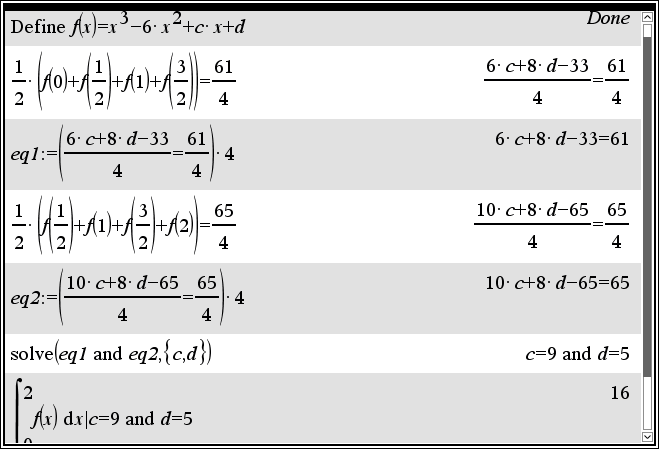 Define f(x)=x^3−6·x^2+c·x+d Done
1/2·(f(0)+f(1/2)+f(1)+f(3/2))=61/4 (6·c+8·d−33)/4=61/4
eq1:=((6·c+8·d−33)/4=61/4)·4 6·c+8·d−33=61
1/2·(f(1/2)+f(1)+f(3/2)+f(2))=65/4 (10·c+8·d−65)/4=65/4
eq2:=((10·c+8·d−65)/4=65/4)·4 10·c+8·d−65=65
solve(eq1 and eq2,{c,d}) c=9 and d=5
∫_0^2 f(x) dx|c=9 and d=5 16